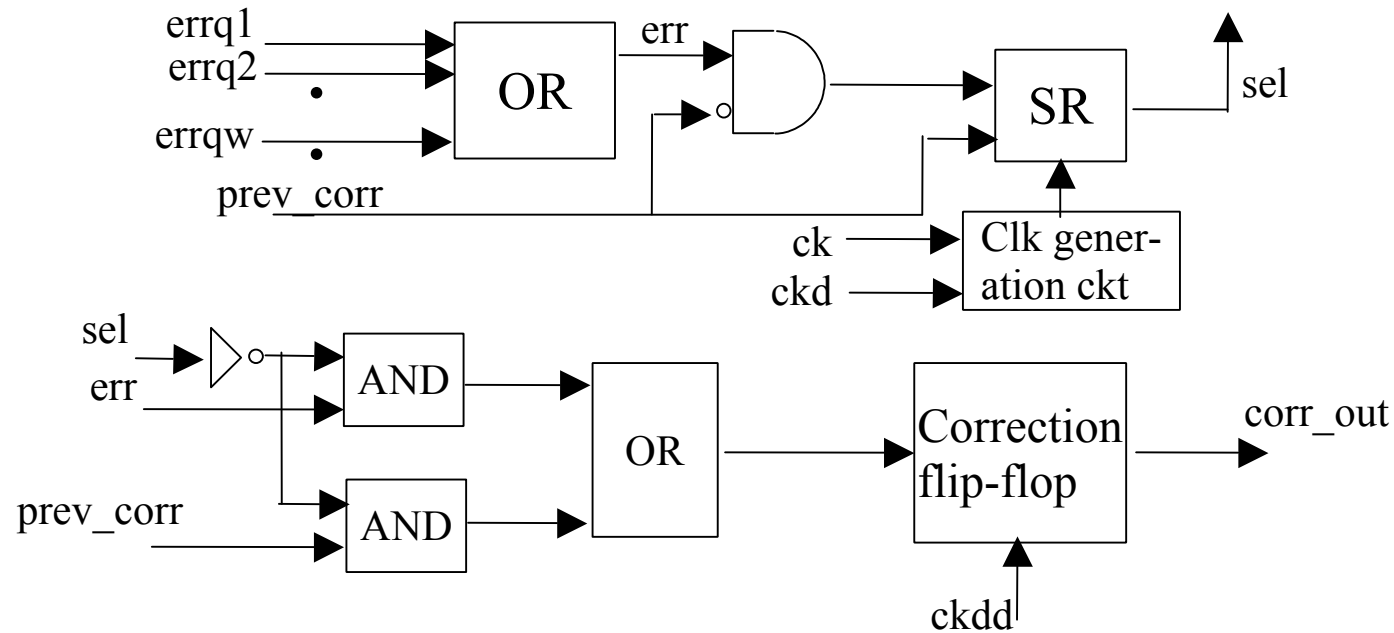 errq1
errq2
errqw
prev_corr
OR
err
SR
sel
ck
ckd
Clk gener-
ation ckt
sel
err
prev_corr
AND
AND
OR
Correction
flip-flop
corr_out
ckdd